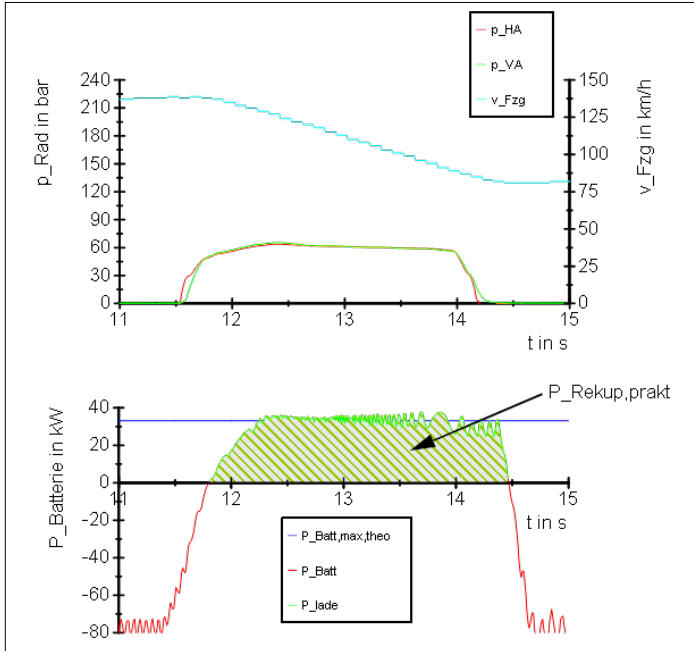 p_HA
p_VA
v_Fzg
p_Rad in bar
240
210
180
150
120
90
60
30
0
v_Fzg in km/h
150
125
100
75
50
25
0
11 12 13 14 15
t in s
P_Rekup,prakt
P_Batterie in kW
40
20
0
-20
-40
-60
-80
11 12 13 14 15
t in s
P_Batt,max,theo
P_Batt
P_lade